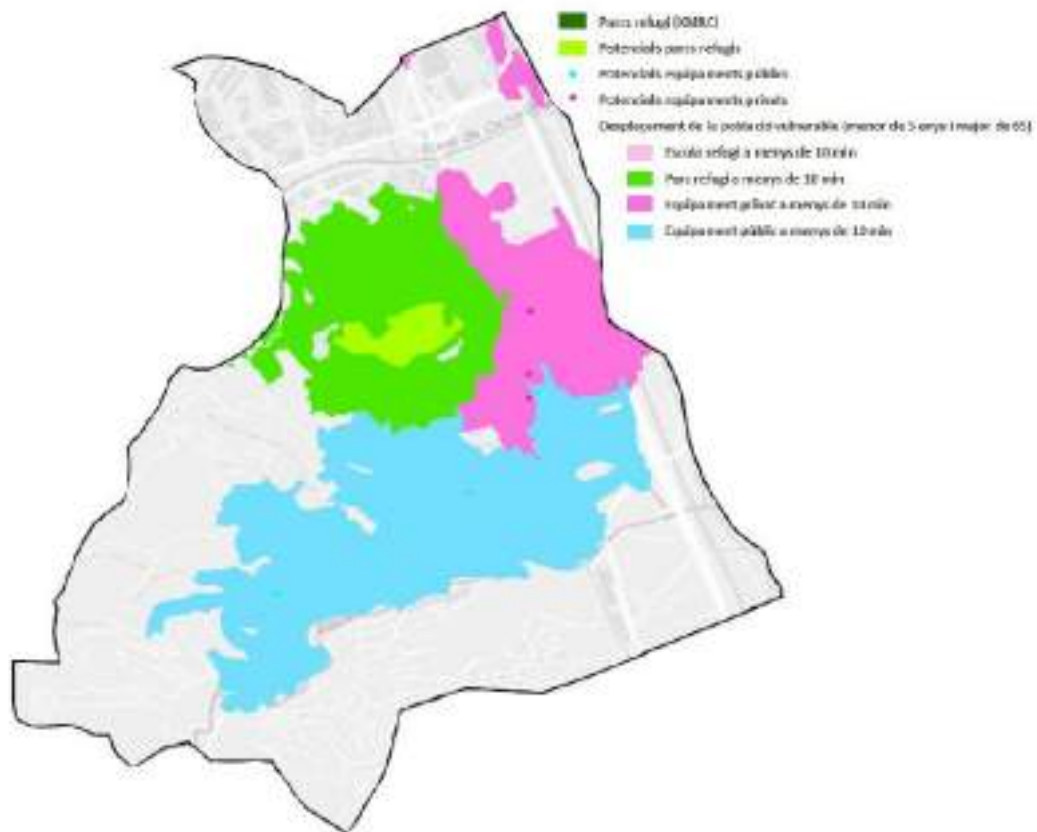 Parcs refugi (XMRC)
Potencials parcs refugis
Potencials equipaments públics
Potencials equipaments privats
Desplaçament de la població vulnerable (menor de 5 anys i major de 65)
Escola refugi a menys de 10 min
Parc refugi a menys de 10 min
Equipament privat a menys de 10 min
Equipament públic a menys de 10 min